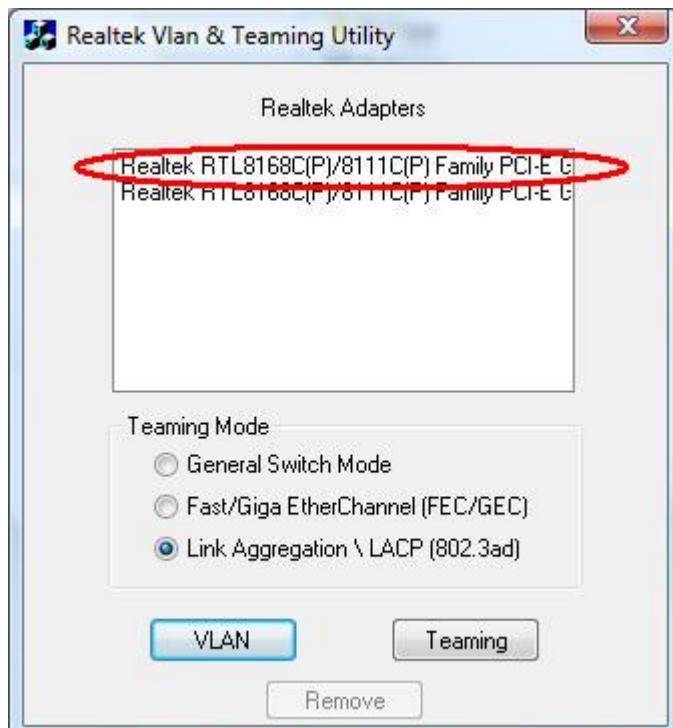 Realtek Vlan & Teaming Utility
Realtek Adapters
Realtek RTL8168C(P)/8111C(P) Family PCI-E G
Realtek RTL8168C(P)/8111C(P) Family PCI-E G
Teaming Mode
General Switch Mode
Fast/Giga EtherChannel (FEC/GEC)
Link Aggregation \ LACP (802.3ad)
VLAN
Teaming
Remove